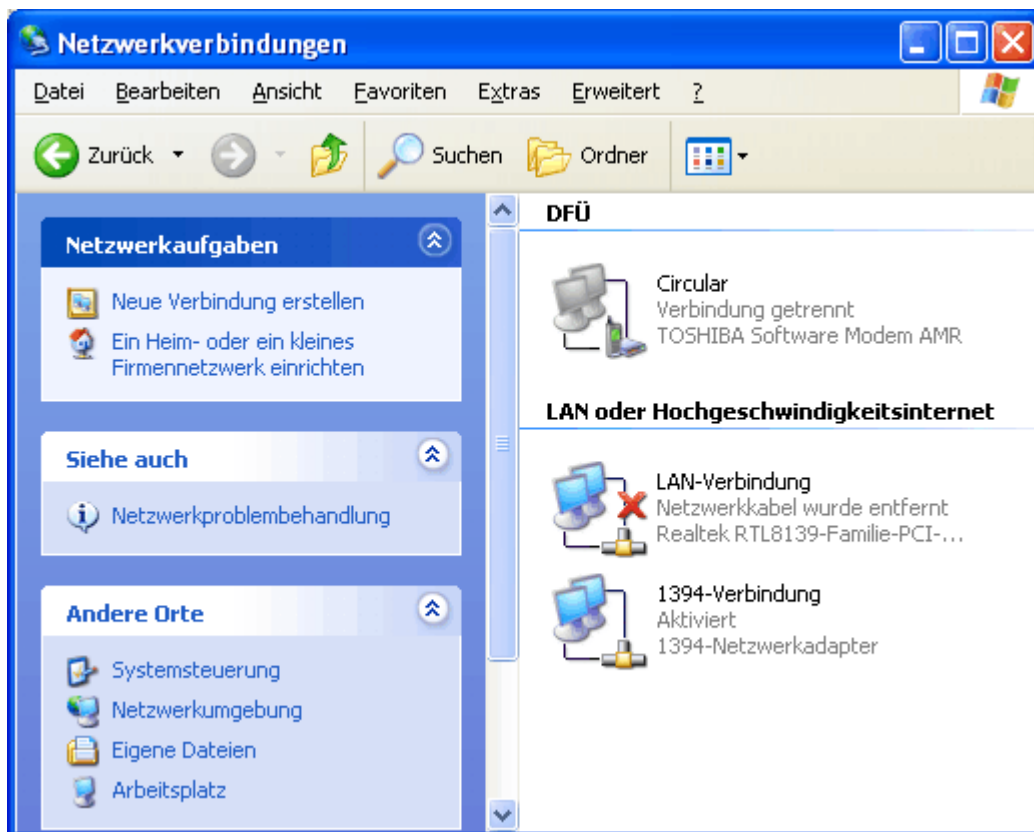 Netzwerkverbindungen
Datei Bearbeiten Ansicht Favoriten Extras Erweitert ?
Zurück Suchen Ordner
Netzwerkaufgaben
Neue Verbindung erstellen
Ein Heim- oder ein kleines
Firmennetzwerk einrichten
Siehe auch
Netzwerkproblembehandlung
Andere Orte
Systemsteuerung
Netzwerkumgebung
Eigene Dateien
Arbeitsplatz
DFÜ
Circular
Verbindung getrennt
TOSHIBA Software Modem AMR
LAN oder Hochgeschwindigkeitsinternet
LAN-Verbindung
Netzwerkkabel wurde entfernt
Realtek RTL8139-Familie-PCI-...
1394-Verbindung
Aktiviert
1394-Netzwerkadapter